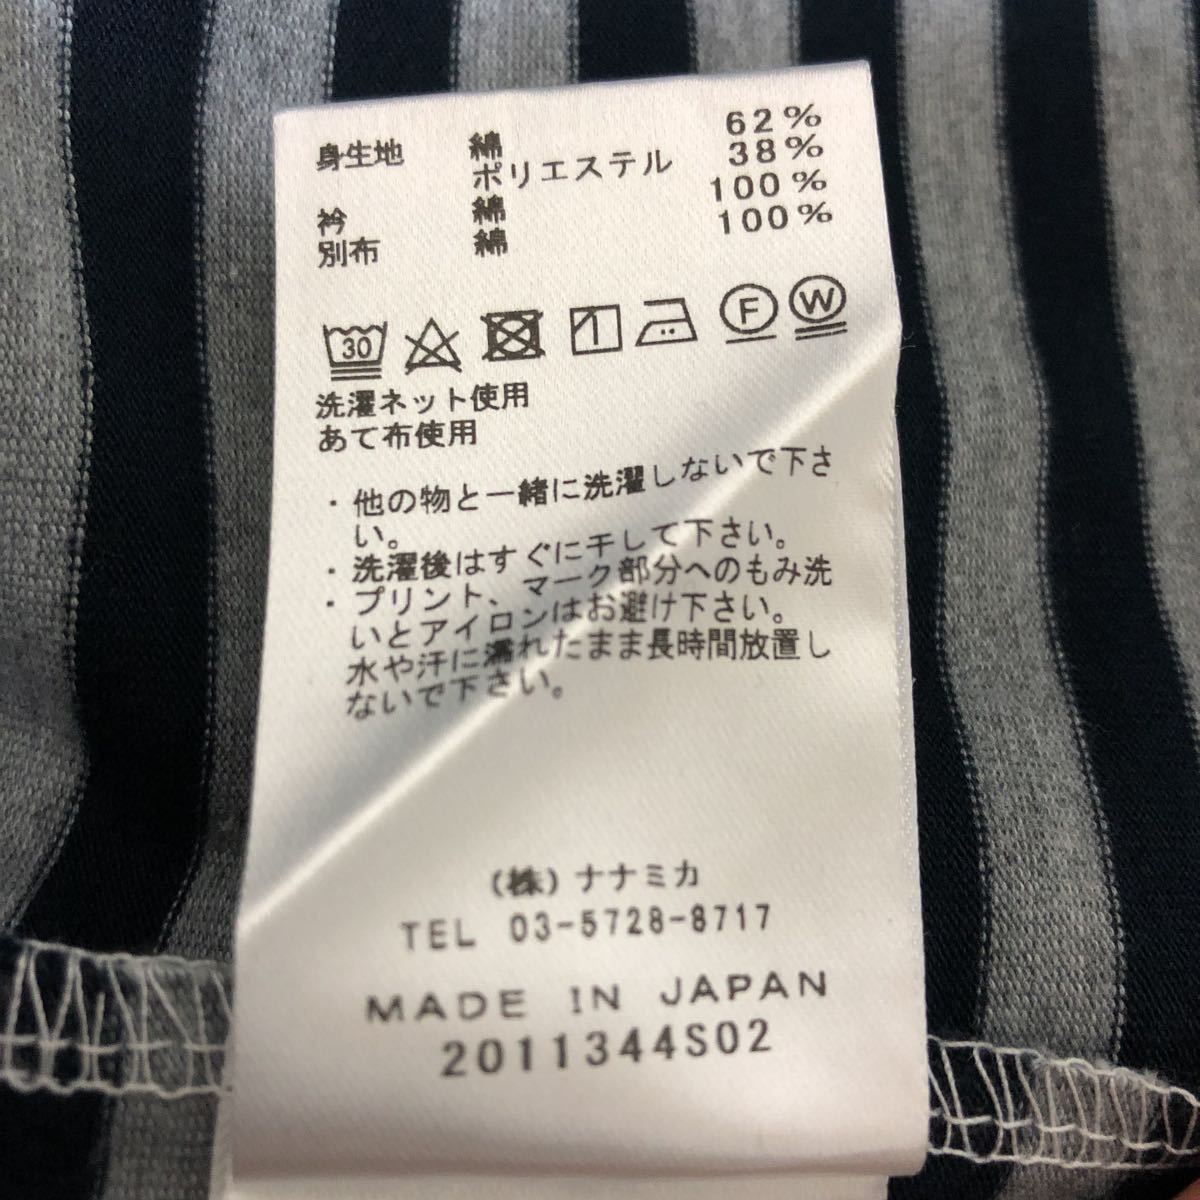 身生地 綿 62%
ポリエステル 38%
衿 綿 100%
別布 綿 100%
30 1 F W
洗濯ネット使用
あて布使用
・他の物と一緒に洗濯しないで下さ
い。
・洗濯後はすぐに干して下さい。
・プリント、マーク部分へのもみ洗
いとアイロンはお避け下さい。
水や汗に濡れたまま長時間放置し
ないで下さい。
(株)ナナミカ
TEL 03-5728-8717
MADE IN JAPAN
2011344S02